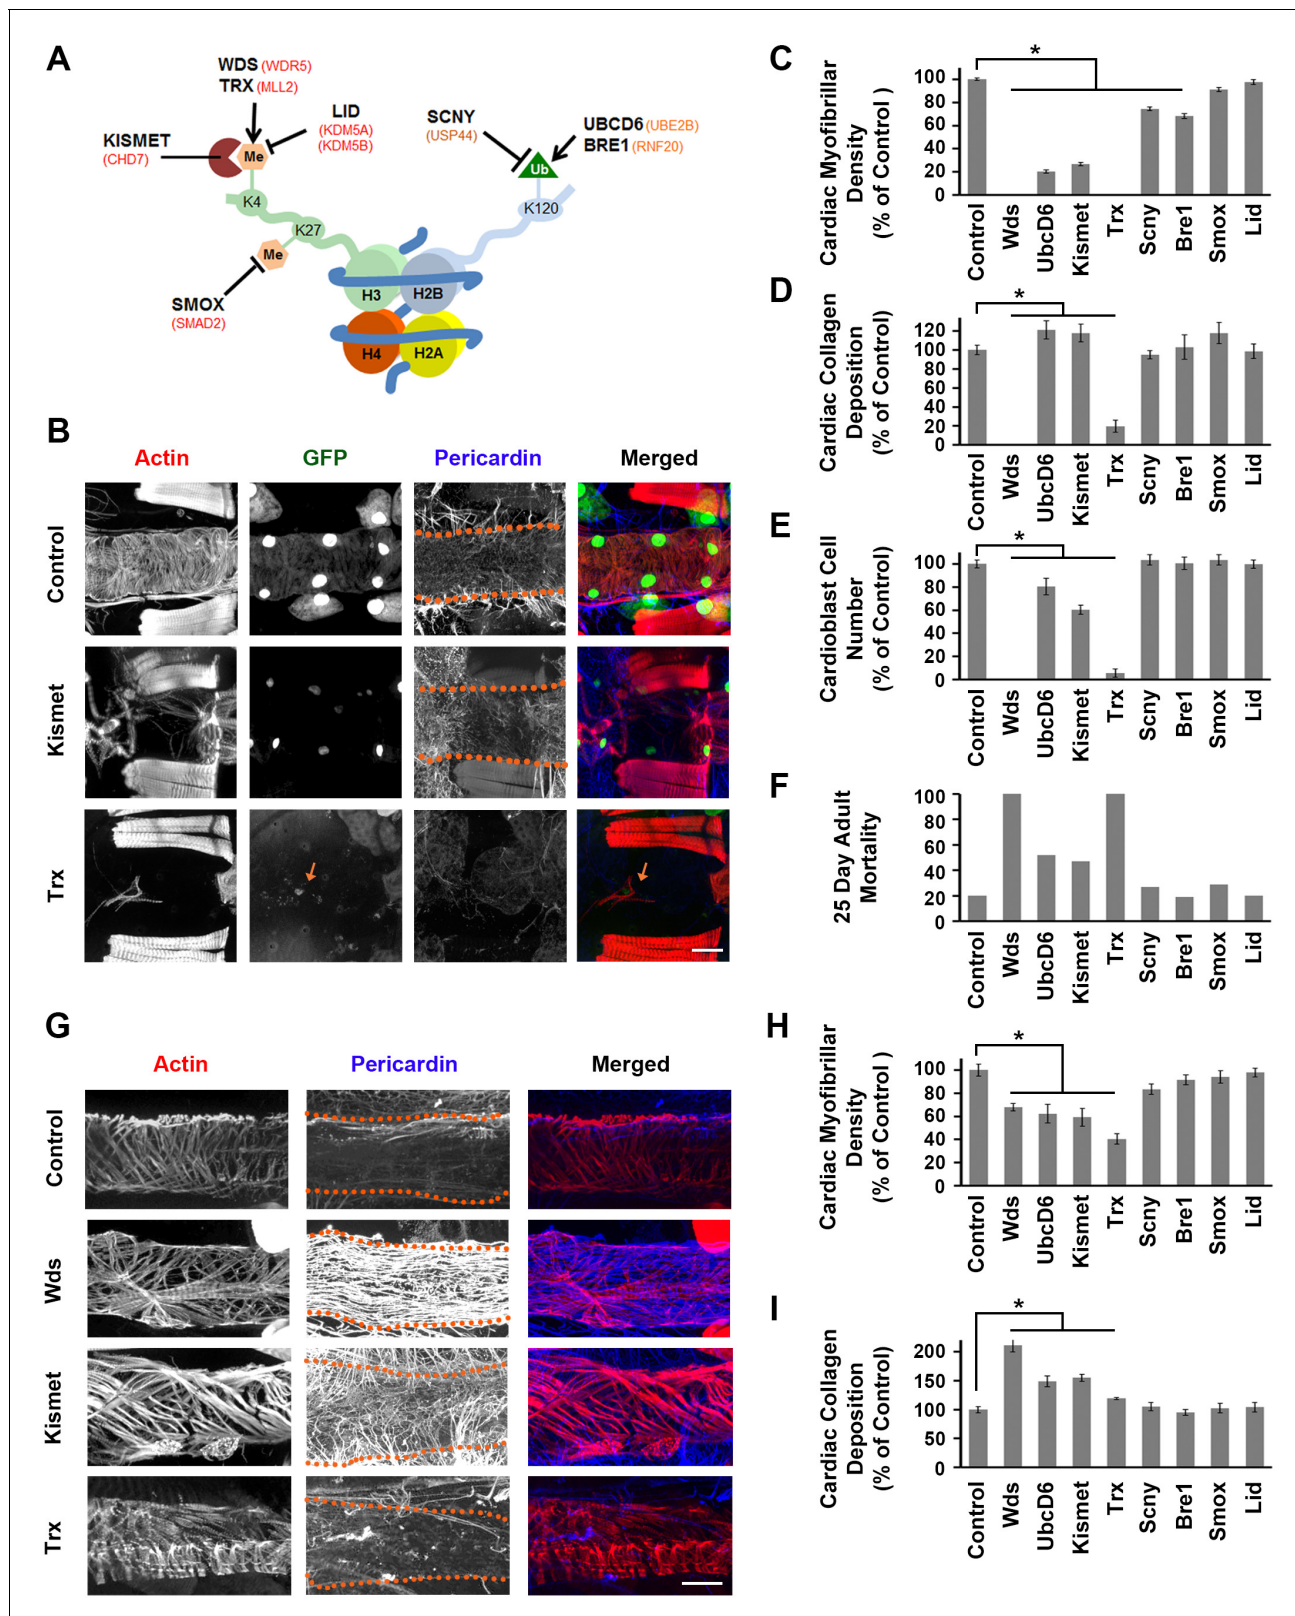 A
WDS (WDR5)
TRX (MLL2)
LID
(KDM5A)
(KDM5B)
KISMET
(CHD7)
Me
K4
K27
Me
SMOX
(SMAD2)
SCNY
(USP44)
UBCD6 (UBE2B)
BRE1 (RNF20)
Ub
K120
H3
H2B
H4
H2A
B
Actin GFP Pericardin Merged
Control
Kismet
Trx
C
Cardiac Myofibrillar
Density
(% of Control )
*
100
80
60
40
20
0
Control Wds UbcD6 Kismet Trx Scny Bre1 Smox Lid
D
Cardiac Collagen
Deposition
(% of Control)
*
120
100
80
60
40
20
0
Control Wds UbcD6 Kismet Trx Scny Bre1 Smox Lid
E
Cardioblast Cell
Number
(% of Control)
*
100
80
60
40
20
0
Control Wds UbcD6 Kismet Trx Scny Bre1 Smox Lid
F
25 Day Adult
Mortality
100
80
60
40
20
0
Control Wds UbcD6 Kismet Trx Scny Bre1 Smox Lid
G
Actin Pericardin Merged
Control
Wds
Kismet
Trx
H
Cardiac Myofibrillar
Density
(% of Control )
*
100
80
60
40
20
0
Control Wds UbcD6 Kismet Trx Scny Bre1 Smox Lid
I
Cardiac Collagen
Deposition
(% of Control)
*
200
150
100
50
0
Control Wds UbcD6 Kismet Trx Scny Bre1 Smox Lid